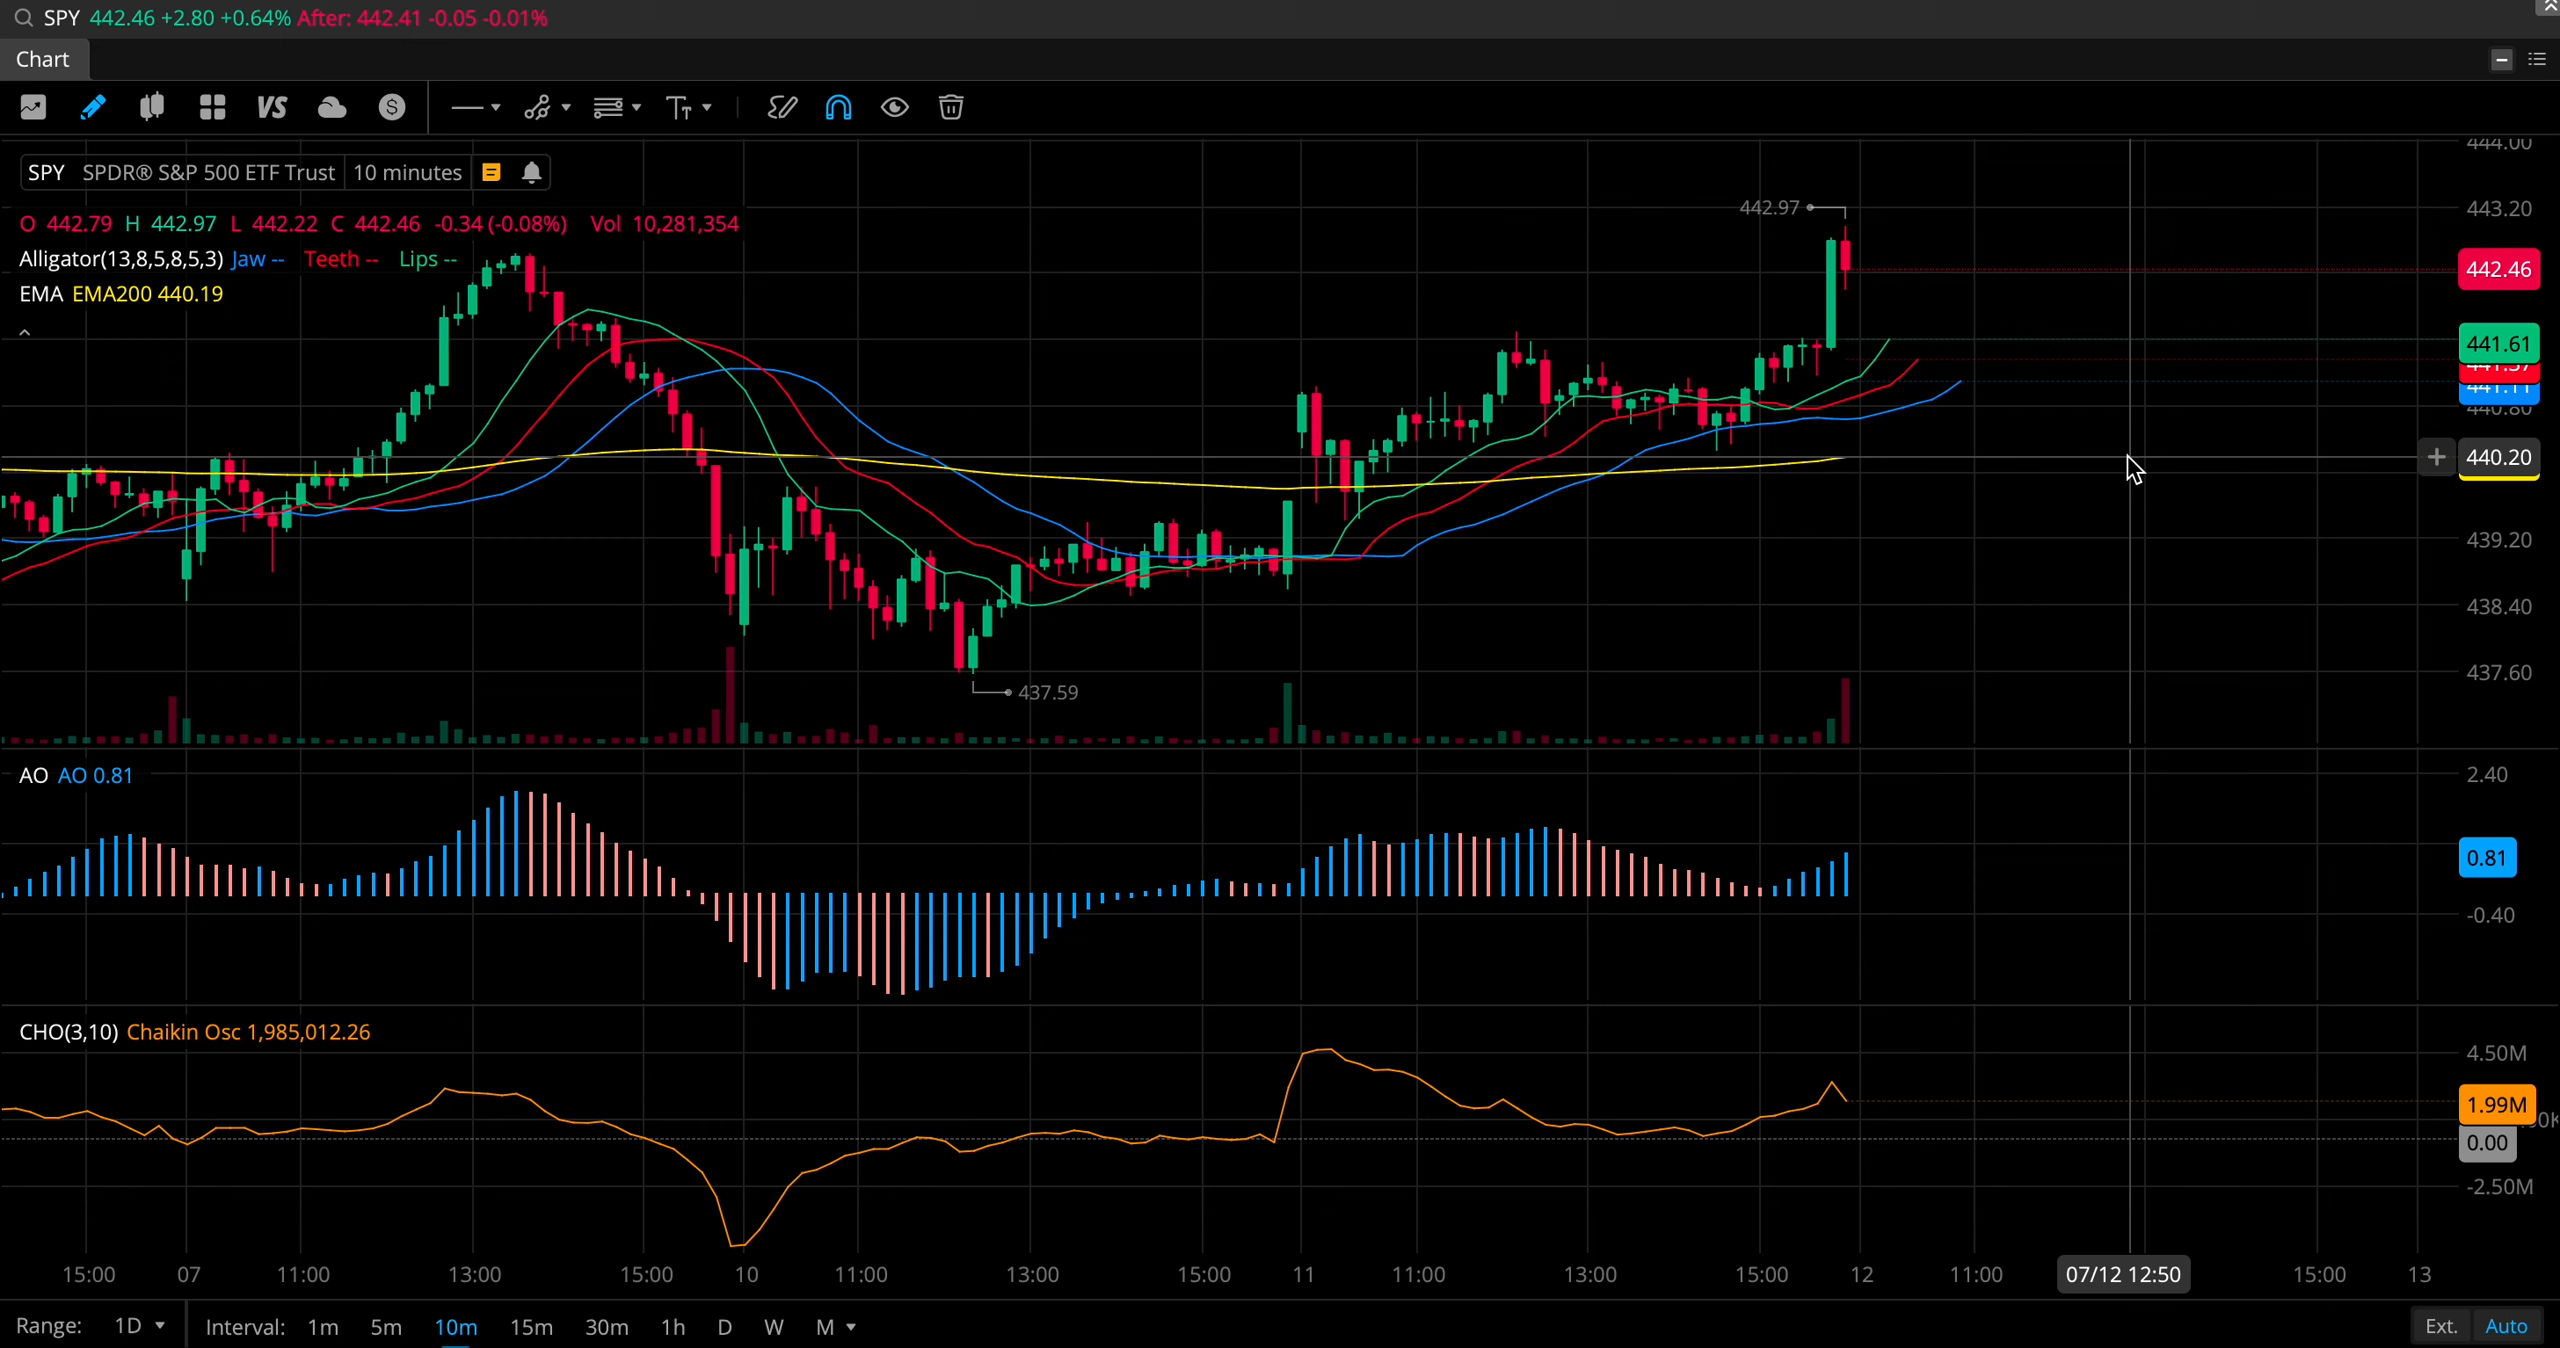 SPY 442.46 +2.80 +0.64% After: 442.41 -0.05 -0.01%
Chart
VS
SPY SPDR® S&P 500 ETF Trust 10 minutes
O 442.79 H 442.97 L 442.22 C 442.46 -0.34 (-0.08%) Vol 10,281,354
Alligator(13,8,5,8,5,3) Jaw -- Teeth -- Lips --
EMA EMA200 440.19
442.97
437.59
444.00
443.20
442.46
441.61
441.37
441.11
440.80
440.20
439.20
438.40
437.60
AO AO 0.81
2.40
0.81
-0.40
CHO(3,10) Chaikin Osc 1,985,012.26
4.50M
1.99M
0.00
-2.50M
15:00 07 11:00 13:00 15:00 10 11:00 13:00 15:00 11 11:00 13:00 15:00 12 11:00 07/12 12:50 15:00 13
Range: 1D Interval: 1m 5m 10m 15m 30m 1h D W M Ext. Auto